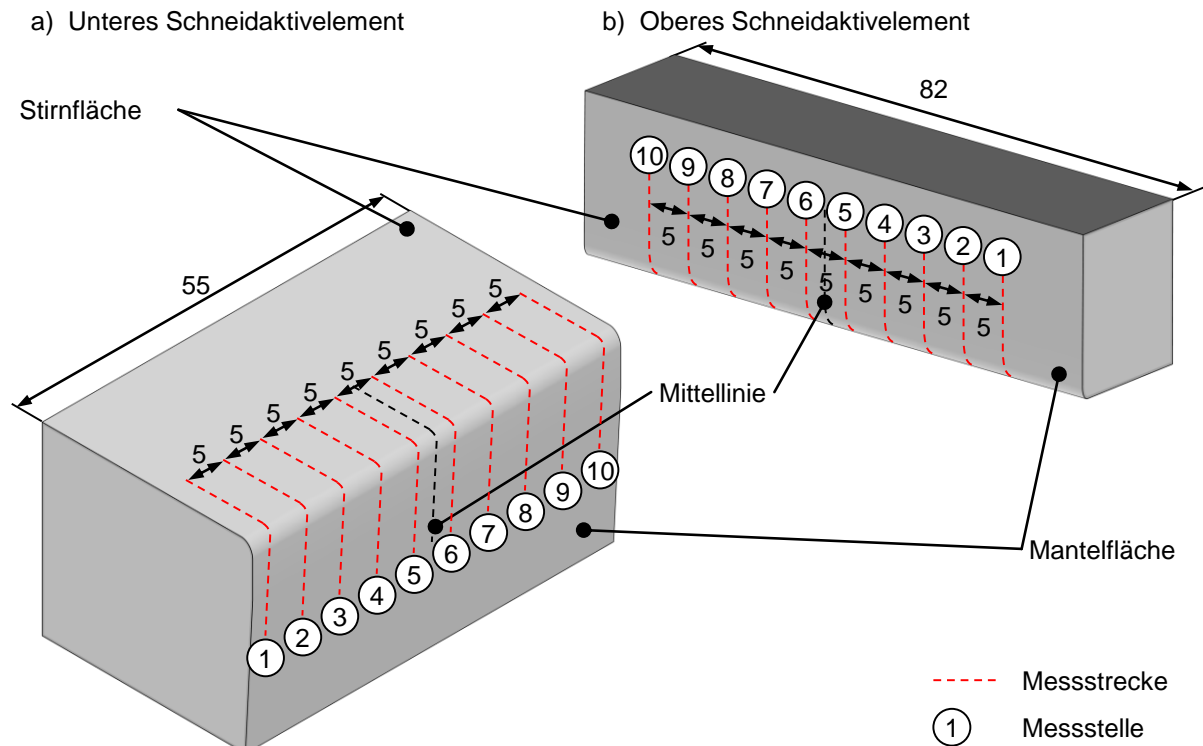 a) Unteres Schneidaktivelement
b) Oberes Schneidaktivelement
Stirnfläche
82
10 9 8 7 6 5 4 3 2 1
5 5 5 5 5 5 5 5 5
55
5 5 5 5 5 5 5 5 5
Mittellinie
1 2 3 4 5 6 7 8 9 10
Mantelfläche
Messstrecke
1 Messstelle